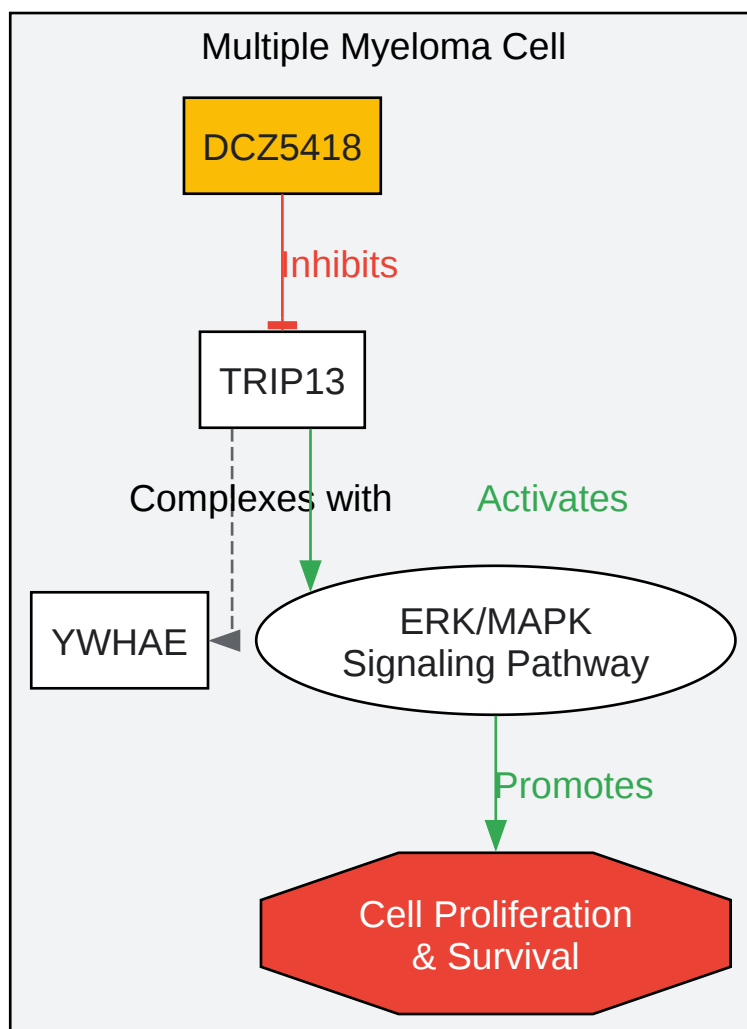 Multiple Myeloma Cell
DCZ5418
Inhibits
TRIP13
Complexes with
Activates
YWHAE
ERK/MAPK
Signaling Pathway
Promotes
Cell Proliferation
& Survival